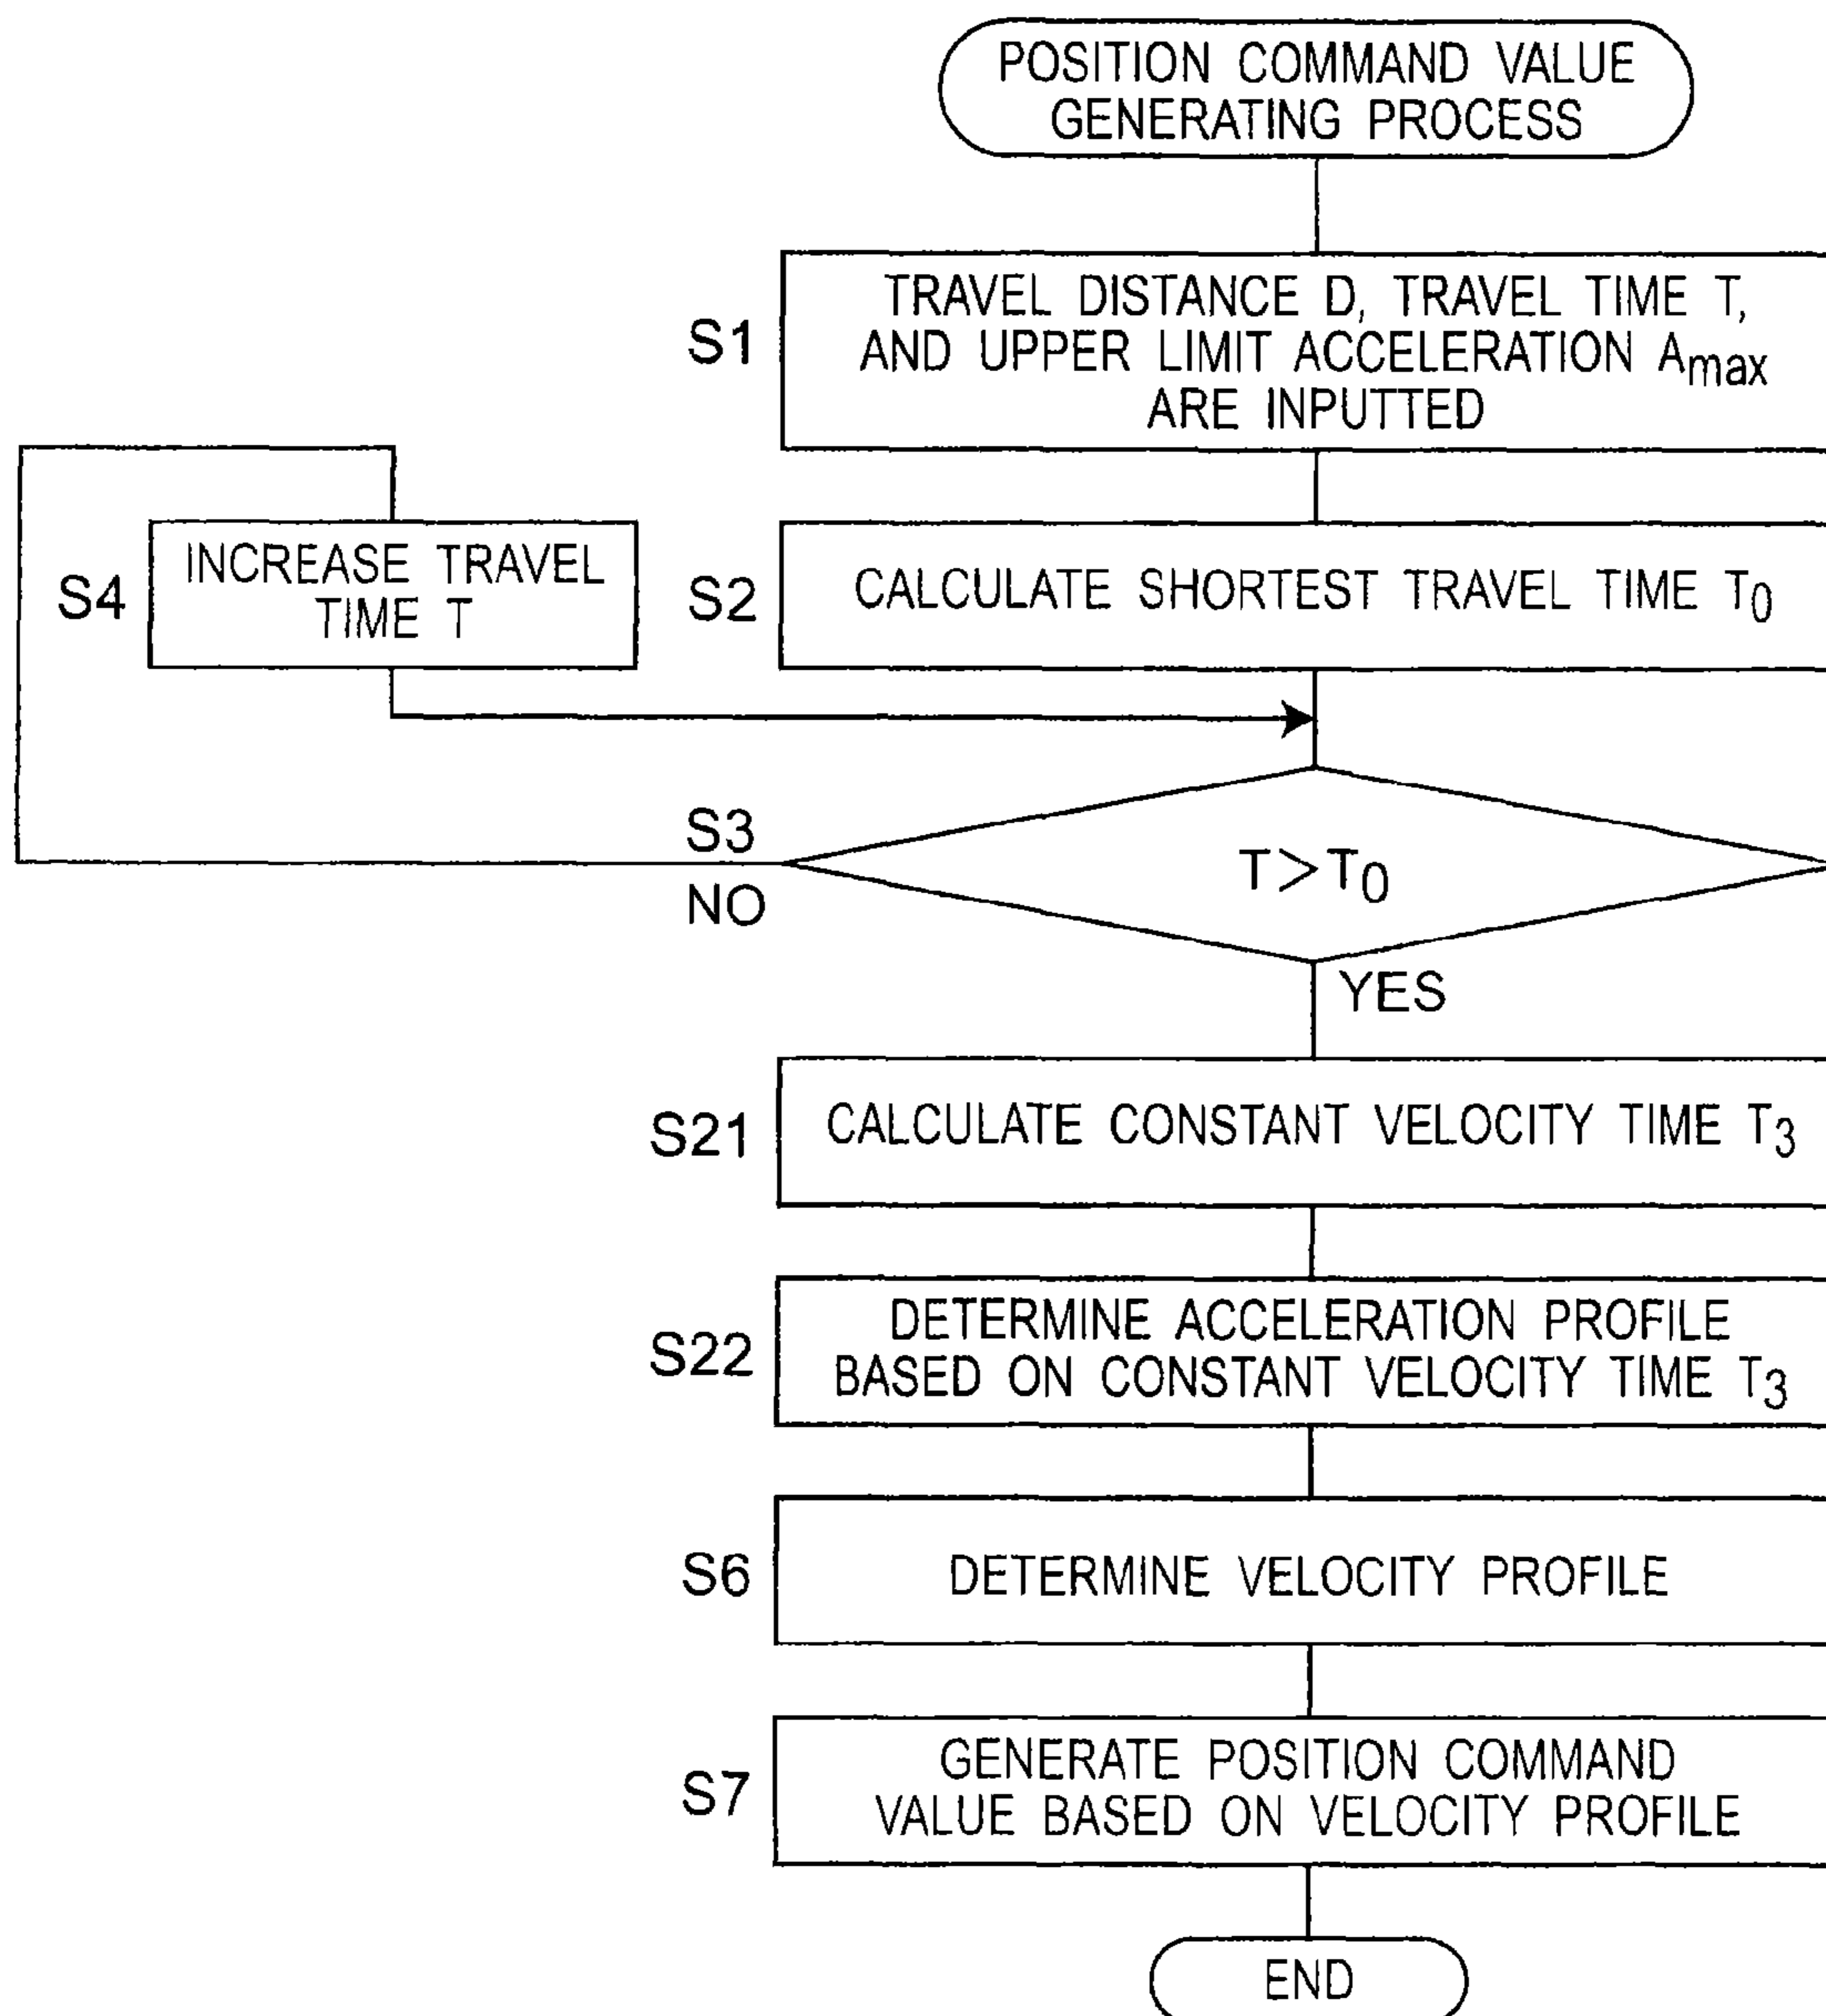 POSITION COMMAND VALUE
GENERATING PROCESS
S1
TRAVEL DISTANCE D, TRAVEL TIME T,
AND UPPER LIMIT ACCELERATION Amax
ARE INPUTTED
S4
INCREASE TRAVEL
TIME T
S2
CALCULATE SHORTEST TRAVEL TIME T0
S3
NO
T>T0
YES
S21
CALCULATE CONSTANT VELOCITY TIME T3
S22
DETERMINE ACCELERATION PROFILE
BASED ON CONSTANT VELOCITY TIME T3
S6
DETERMINE VELOCITY PROFILE
S7
GENERATE POSITION COMMAND
VALUE BASED ON VELOCITY PROFILE
END